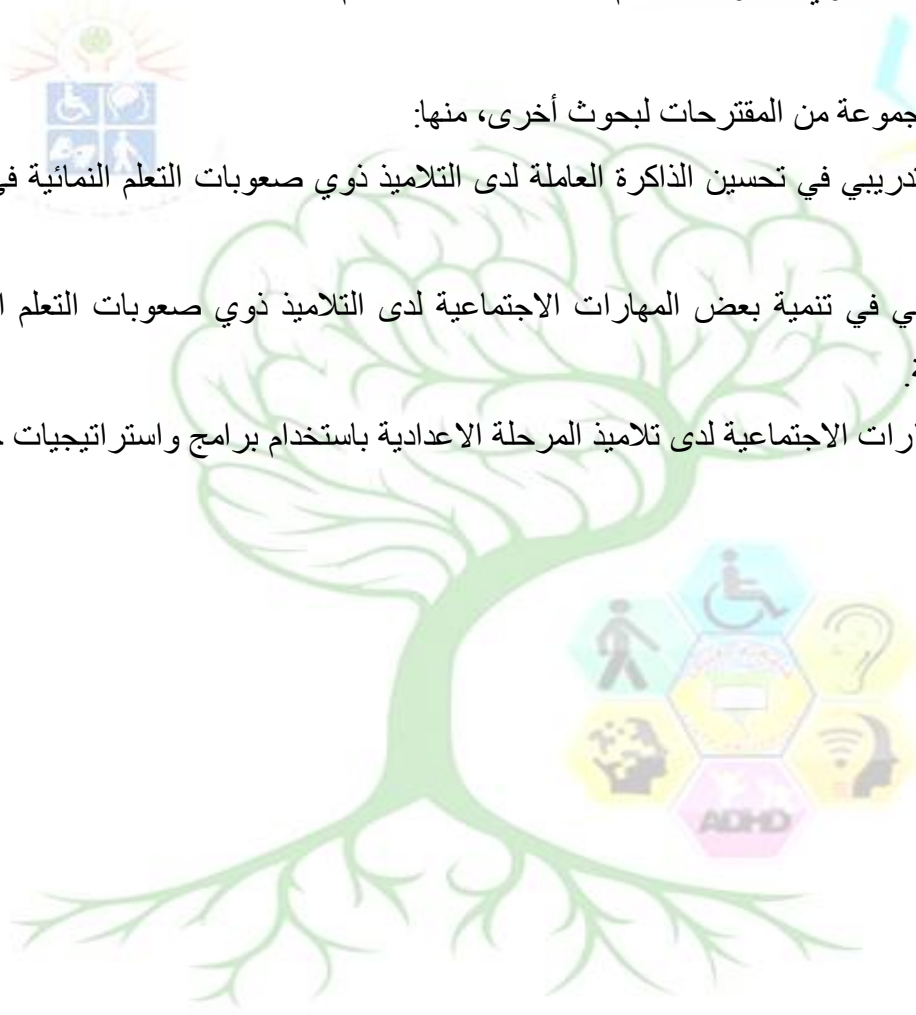 جموعة من المقترحات لبحوث أخرى، منها:
تدريبي في تحسين الذاكرة العاملة لدى التلاميذ ذوي صعوبات التعلم النمائية في
ي في تنمية بعض المهارات الاجتماعية لدى التلاميذ ذوي صعوبات التعلم ا
ة.
ارات الاجتماعية لدى تلاميذ المرحلة الاعدادية باستخدام برامج واستراتيجيات
ADHD